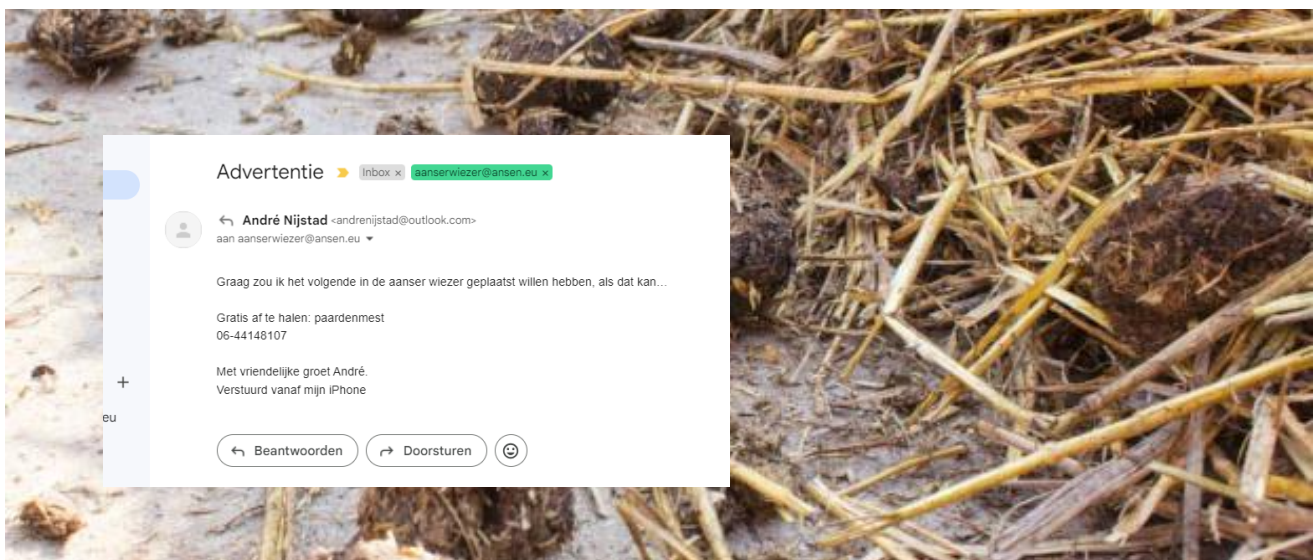 Advertentie Inbox × aanserwiezer@ansen.eu ×
André Nijstad <andrenijstad@outlook.com>
aan aanserwiezer@ansen.eu
Graag zou ik het volgende in de aanser wiezer geplaatst willen hebben, als dat kan…
Gratis af te halen: paardenmest
06-44148107
Met vriendelijke groet André.
Verstuurd vanaf mijn iPhone
+
eu
Beantwoorden Doorsturen